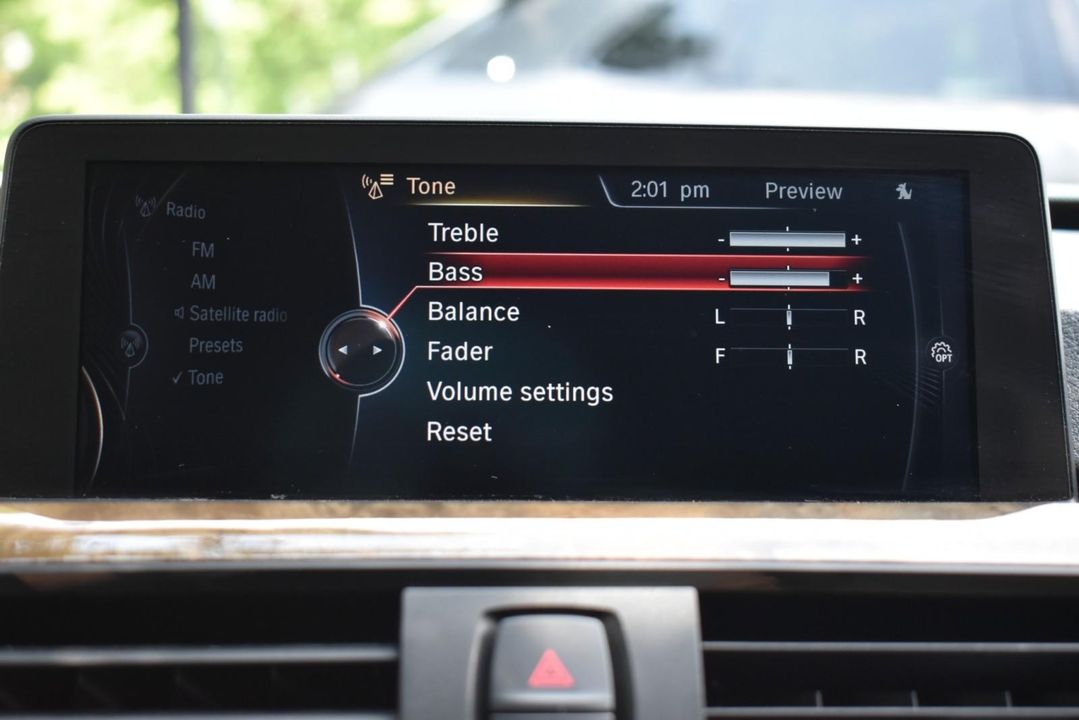 Tone
2:01 pm
Preview
Radio
FM
AM
Satellite radio
Presets
Tone
Treble - +
Bass - +
Balance L R
Fader F R
Volume settings
Reset
OPT